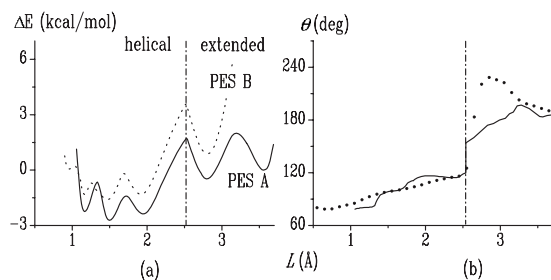 ΔE (kcal/mol)
θ (deg)
helical
extended
PES B
PES A
6
3
0
-3
240
180
120
60
1
2
3
1
2
3
L (Å)
(a)
(b)